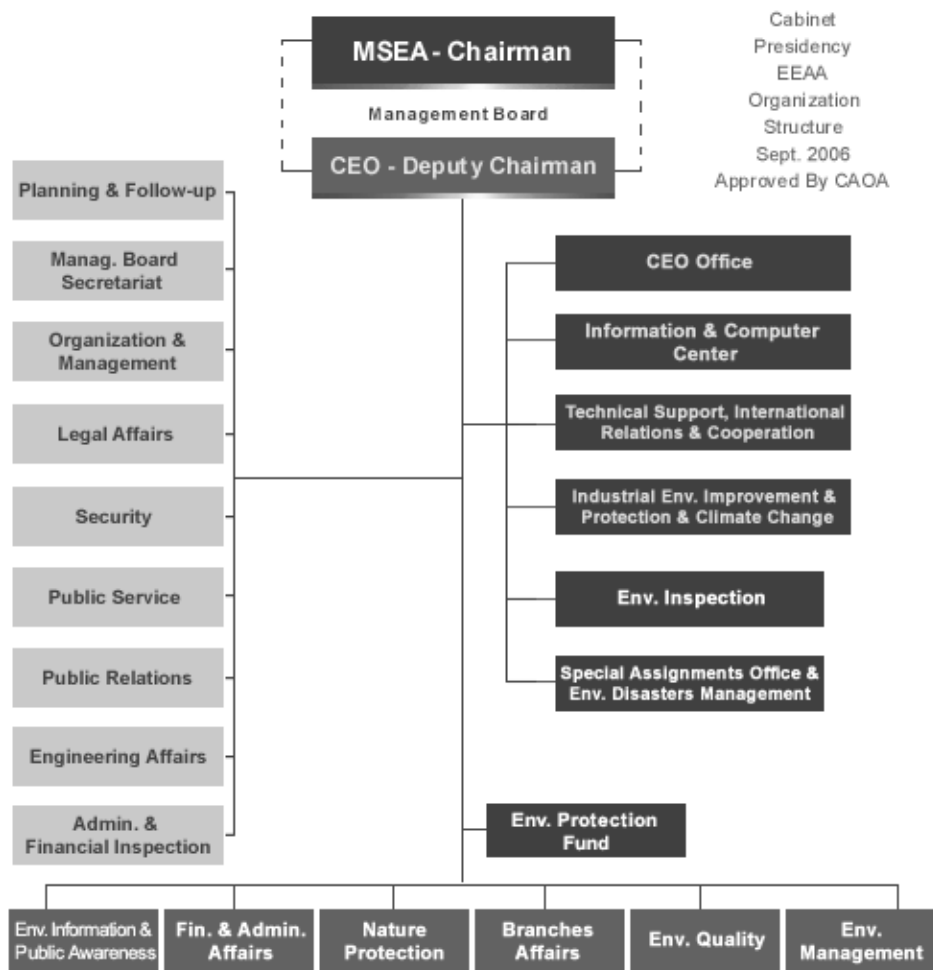 MSEA - Chairman
Management Board
CEO - Deputy Chairman
Cabinet
Presidency
EEAA
Organization
Structure
Sept. 2006
Approved By CAOA
Planning & Follow-up
Manag. Board
Secretariat
Organization &
Management
Legal Affairs
Security
Public Service
Public Relations
Engineering Affairs
Admin. &
Financial Inspection
CEO Office
Information & Computer
Center
Technical Support, International
Relations & Cooperation
Industrial Env. Improvement &
Protection & Climate Change
Env. Inspection
Special Assignments Office &
Env. Disasters Management
Env. Protection
Fund
Env. Information &
Public Awareness
Fin. & Admin.
Affairs
Nature
Protection
Branches
Affairs
Env. Quality
Env.
Management